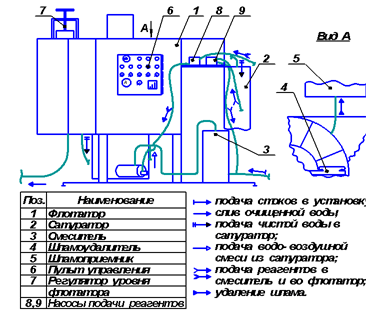 7
A
6
1
8
9
Вид А
2
5
4
3
Поз. Наименование
1 Флотатор
2 Сатуратор
3 Смеситель
4 Шламоудалитель
5 Шламоприемник
6 Пульт управления
7 Регулятор уровня
флотатора
8,9 Насосы подачи реагентов
подача стоков в установку
слив очищенной воды
подача чистой воды в
сатуратор;
подача водо-воздушной
смеси из сатуратора;
подача реагентов в
смеситель и во флотатор;
удаление шлама.